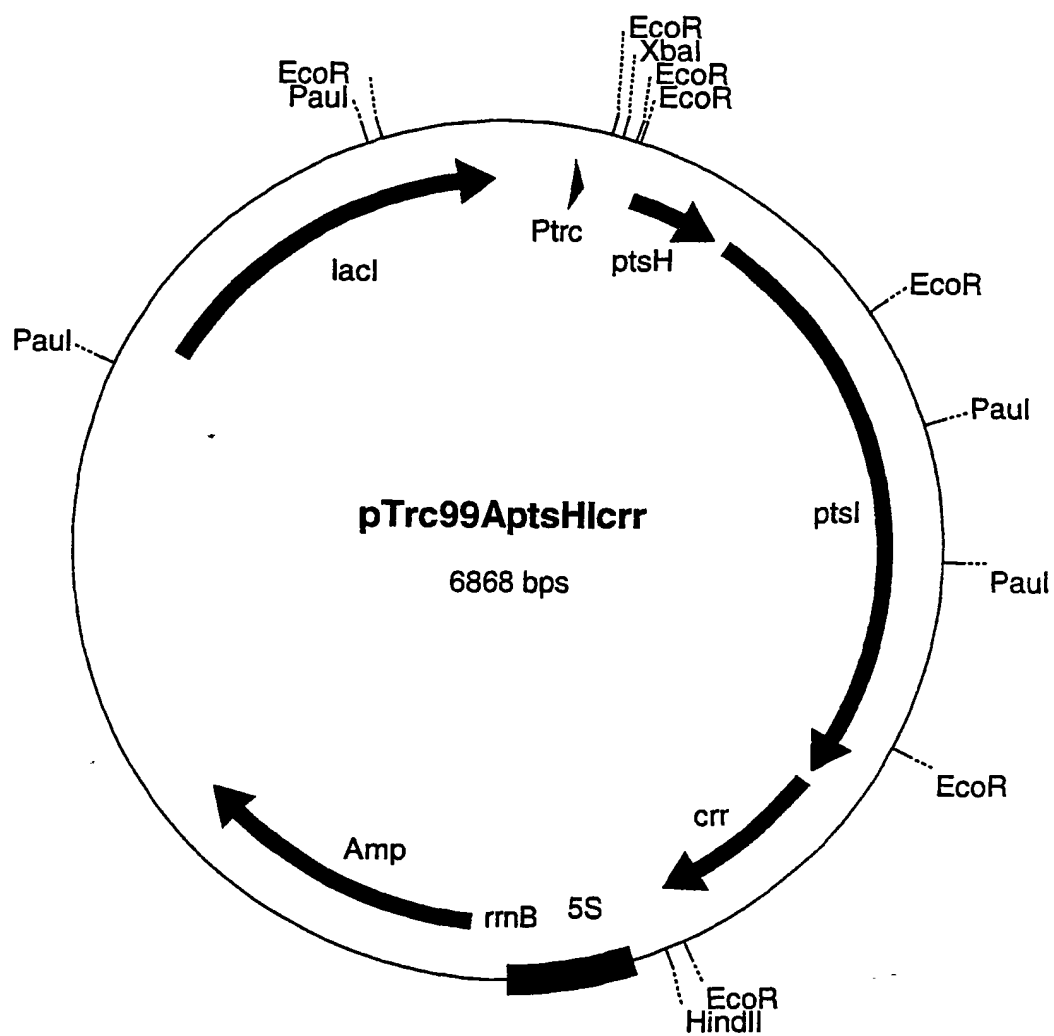 EcoR
XbaI
EcoR
EcoR
EcoR
PauI
Ptrc
ptsH
lacI
EcoR
PauI
PauI
pTrc99AptsHIcrr
6868 bps
ptsI
PauI
EcoR
crr
Amp
rrnB
5S
EcoR
HindII